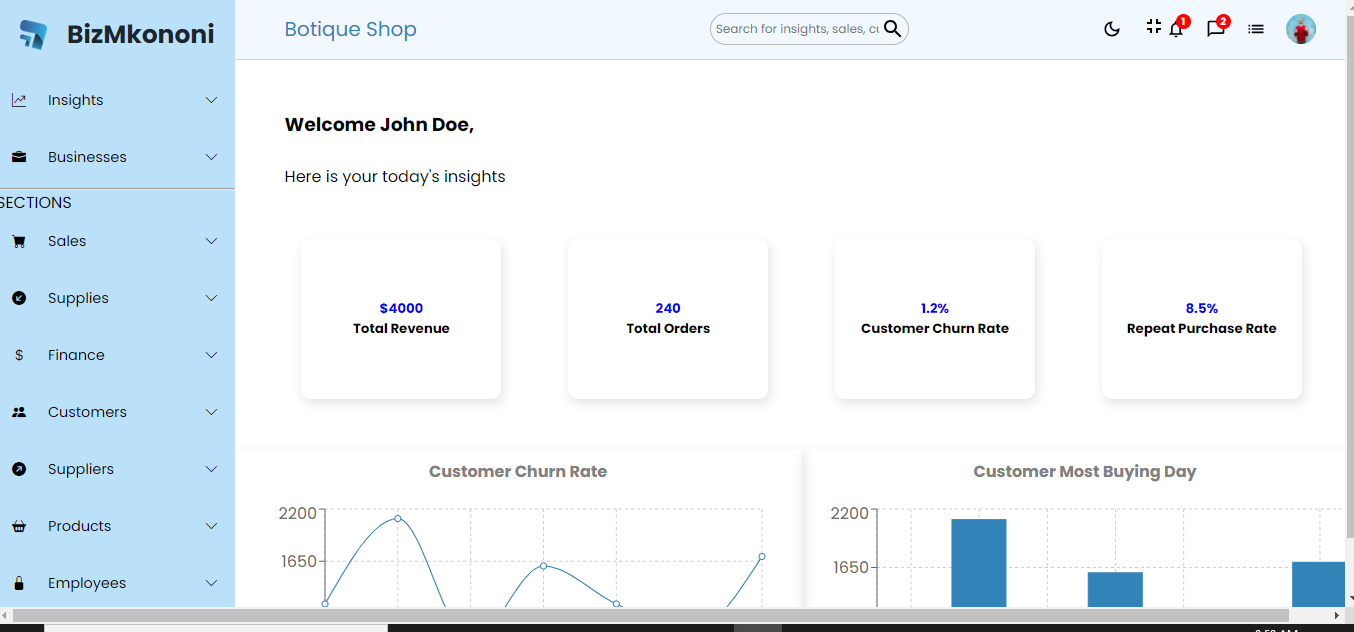 BizMkononi
Botique Shop
Search for insights, sales, cu
1
2
Insights
Businesses
SECTIONS
Sales
Supplies
$ Finance
Customers
Suppliers
Products
Employees
Welcome John Doe,
Here is your today's insights
$4000
Total Revenue
240
Total Orders
1.2%
Customer Churn Rate
8.5%
Repeat Purchase Rate
Customer Churn Rate
2200
1650
Customer Most Buying Day
2200
1650